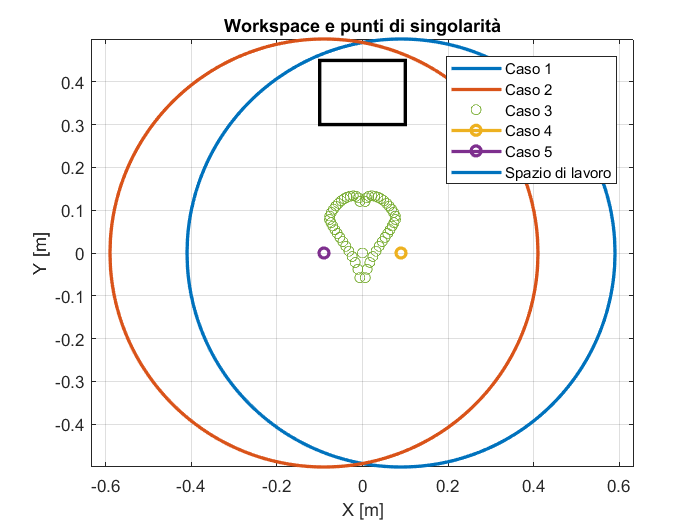 Workspace e punti di singolarità
Caso 1
Caso 2
Caso 3
Caso 4
Caso 5
Spazio di lavoro
Y [m]
0.4
0.3
0.2
0.1
0
-0.1
-0.2
-0.3
-0.4
-0.6 -0.4 -0.2 0 0.2 0.4 0.6
X [m]